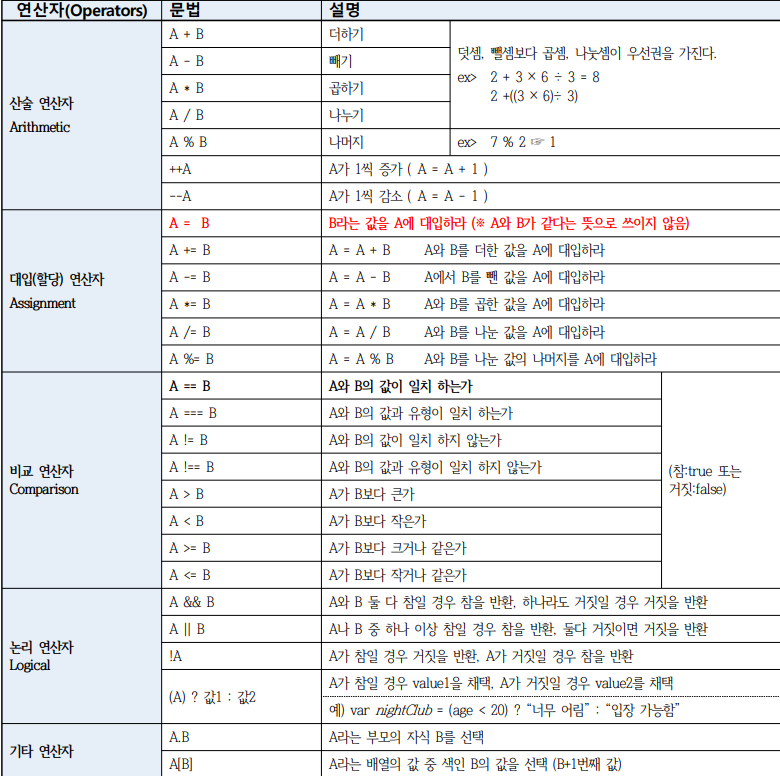 연산자(Operators) 문법 설명
산술 연산자
Arithmetic
A + B 더하기
A - B 빼기
A * B 곱하기
A / B 나누기
덧셈, 뺄셈보다 곱셈, 나눗셈이 우선권을 가진다.
ex> 2 + 3 × 6 ÷ 3 = 8
2 +((3 × 6)÷ 3)
A % B 나머지 ex> 7 % 2 ☞ 1
++A A가 1씩 증가 ( A = A + 1 )
--A A가 1씩 감소 ( A = A - 1 )
대입(할당) 연산자
Assignment
A = B B라는 값을 A에 대입하라 (※ A와 B가 같다는 뜻으로 쓰이지 않음)
A += B A = A + B A와 B를 더한 값을 A에 대입하라
A -= B A = A - B A에서 B를 뺀 값을 A에 대입하라
A *= B A = A * B A와 B를 곱한 값을 A에 대입하라
A /= B A = A / B A와 B를 나눈 값을 A에 대입하라
A %= B A = A % B A와 B를 나눈 값의 나머지를 A에 대입하라
비교 연산자
Comparison
A == B A와 B의 값이 일치 하는가
A === B A와 B의 값과 유형이 일치 하는가
A != B A와 B의 값이 일치 하지 않는가
A !== B A와 B의 값과 유형이 일치 하지 않는가
A > B A가 B보다 큰가
A < B A가 B보다 작은가
A >= B A가 B보다 크거나 같은가
A <= B A가 B보다 작거나 같은가
(참:true 또는
거짓:false)
논리 연산자
Logical
A && B A와 B 둘 다 참일 경우 참을 반환, 하나라도 거짓일 경우 거짓을 반환
A || B A나 B 중 하나 이상 참일 경우 참을 반환, 둘다 거짓이면 거짓을 반환
!A A가 참일 경우 거짓을 반환, A가 거짓일 경우 참을 반환
(A) ? 값1 : 값2 A가 참일 경우 value1을 채택, A가 거짓일 경우 value2를 채택
예) var nightClub = (age < 20) ? “너무 어림” : “입장 가능함”
기타 연산자
A.B A라는 부모의 자식 B를 선택
A[B] A라는 배열의 값 중 색인 B의 값을 선택 (B+1번째 값)